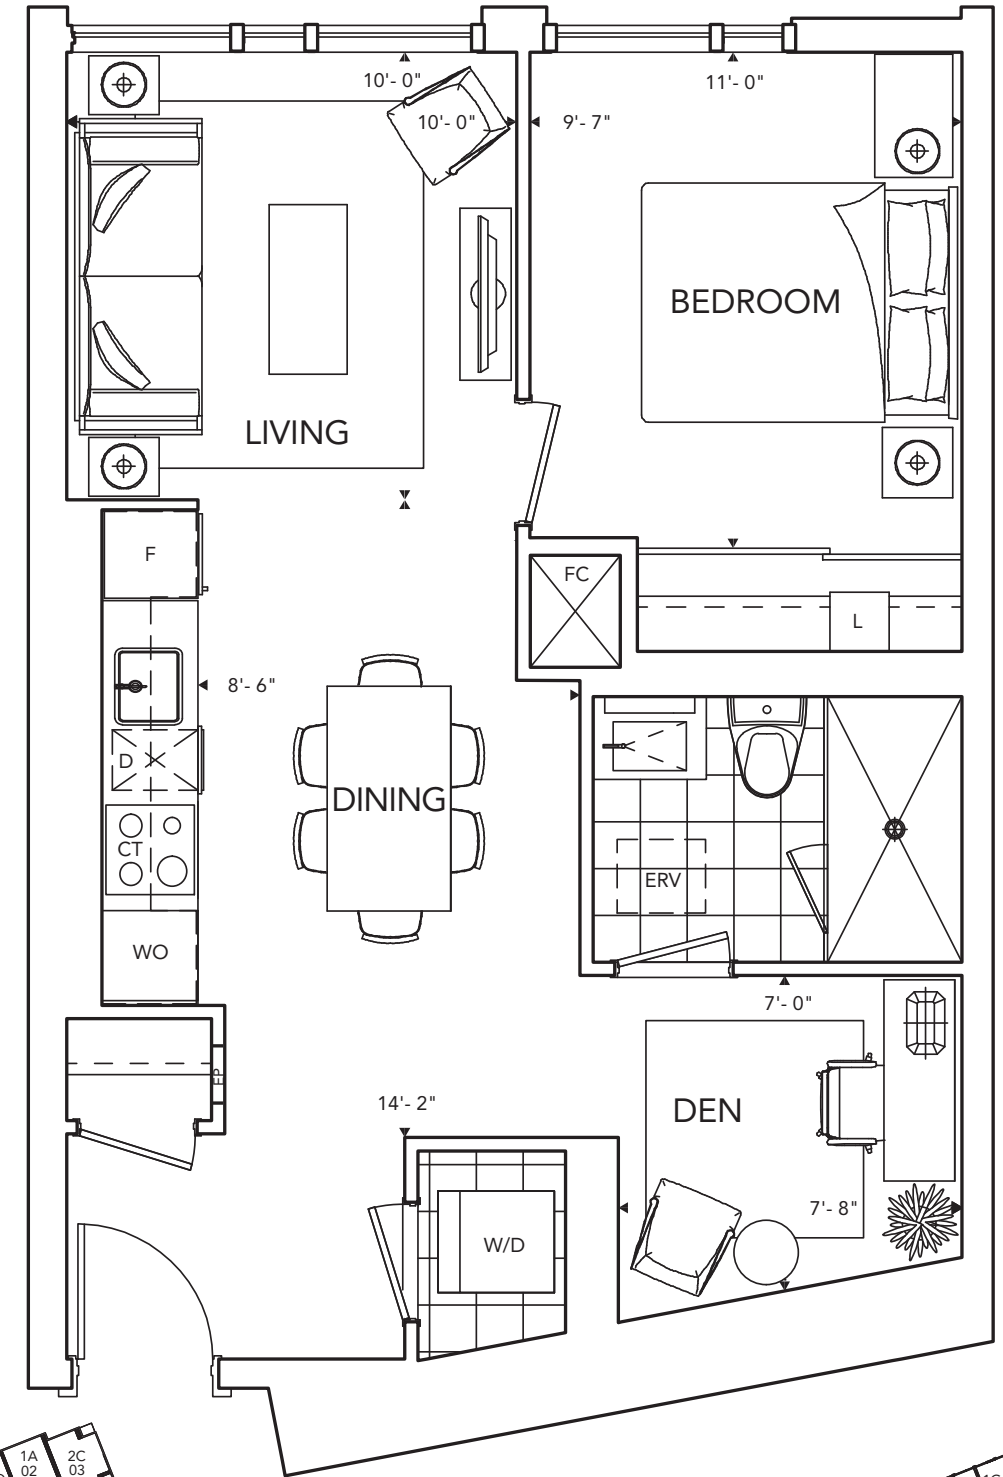 10'- 0"
11'- 0"
10'- 0"
9'- 7"
BEDROOM
LIVING
F
FC
L
8'- 6"
D
DINING
CT
ERV
WO
7'- 0"
EP
14'- 2"
DEN
7'- 8"
W/D
1A
02
2C
03